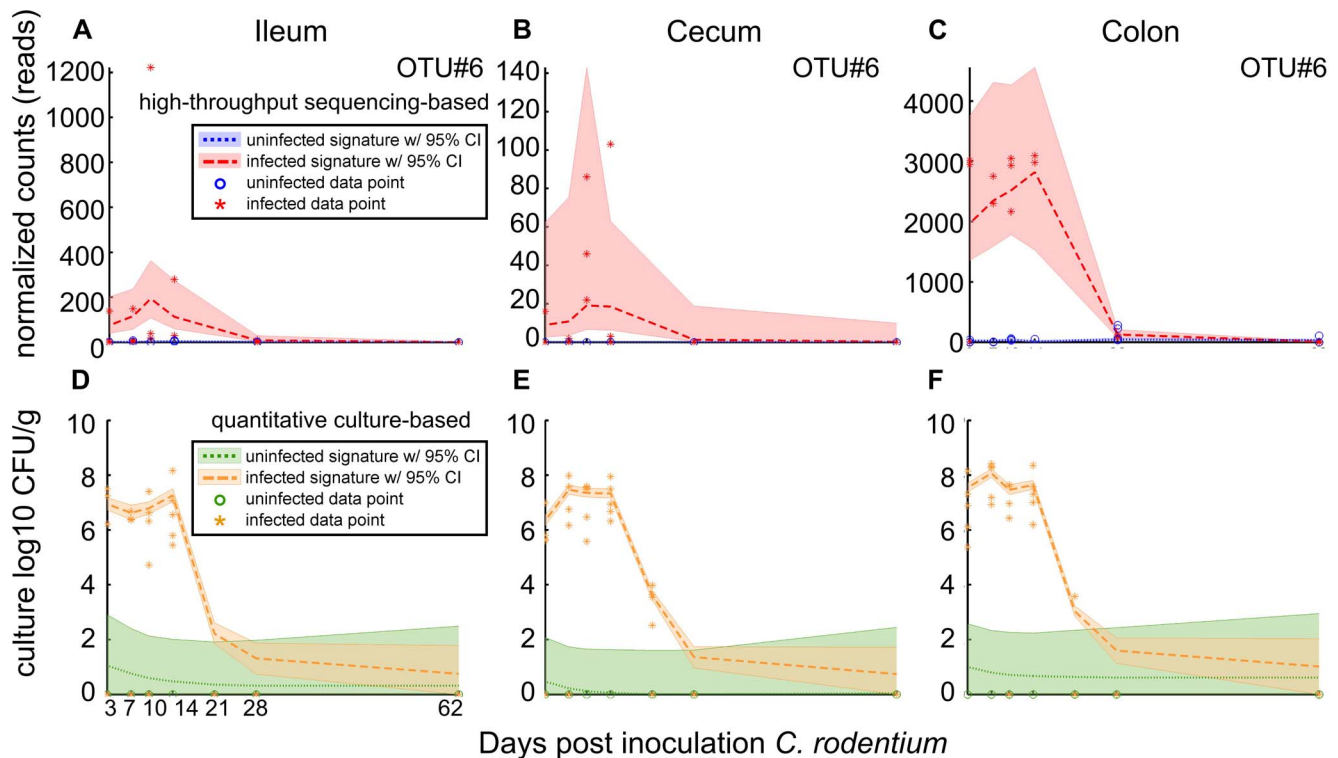 A Ileum B Cecum C Colon
OTU#6 OTU#6 OTU#6
high-throughput sequencing-based
uninfected signature w/ 95% CI
infected signature w/ 95% CI
uninfected data point
infected data point
normalized counts (reads)
1200
1000
800
600
400
200
0
140
120
100
80
60
40
20
0
4000
3000
2000
1000
0
D E F
quantitative culture-based
uninfected signature w/ 95% CI
infected signature w/ 95% CI
uninfected data point
infected data point
culture log10 CFU/g
10
8
6
4
2
0
10
8
6
4
2
0
10
8
6
4
2
0
3 7 10 14 21 28 62
Days post inoculation C. rodentium